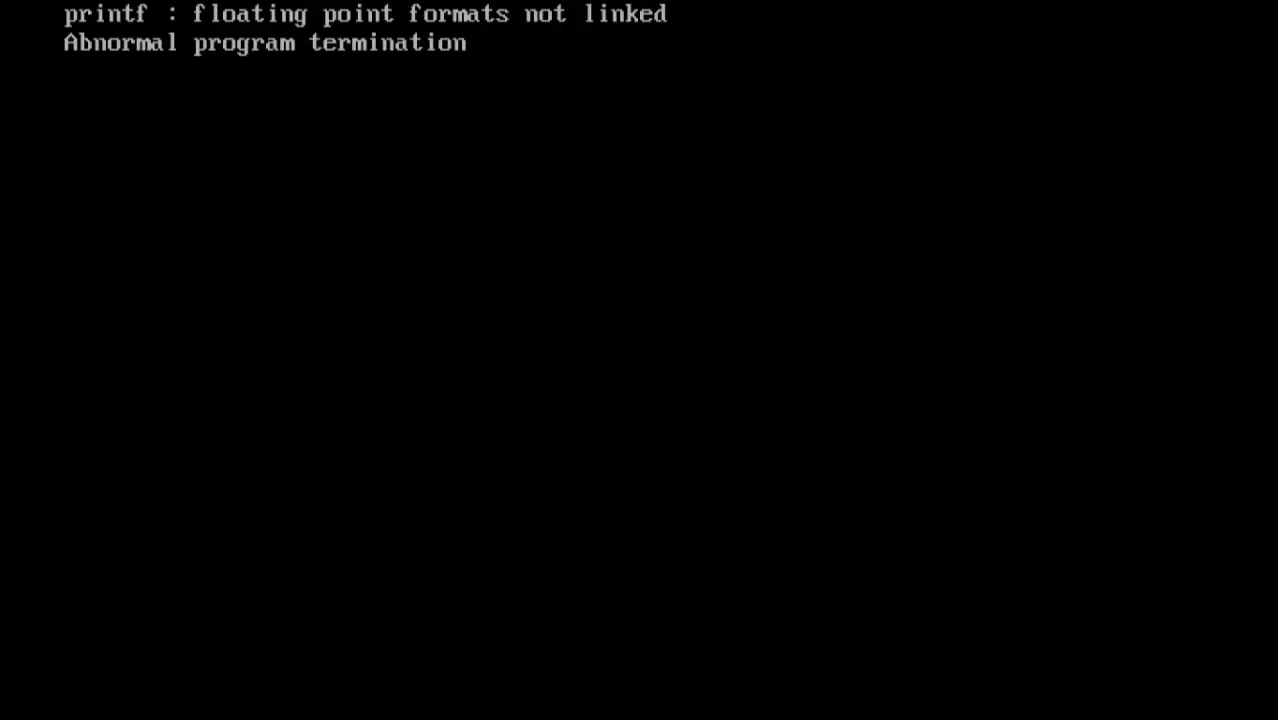 printf : floating point formats not linked
Abnormal program termination